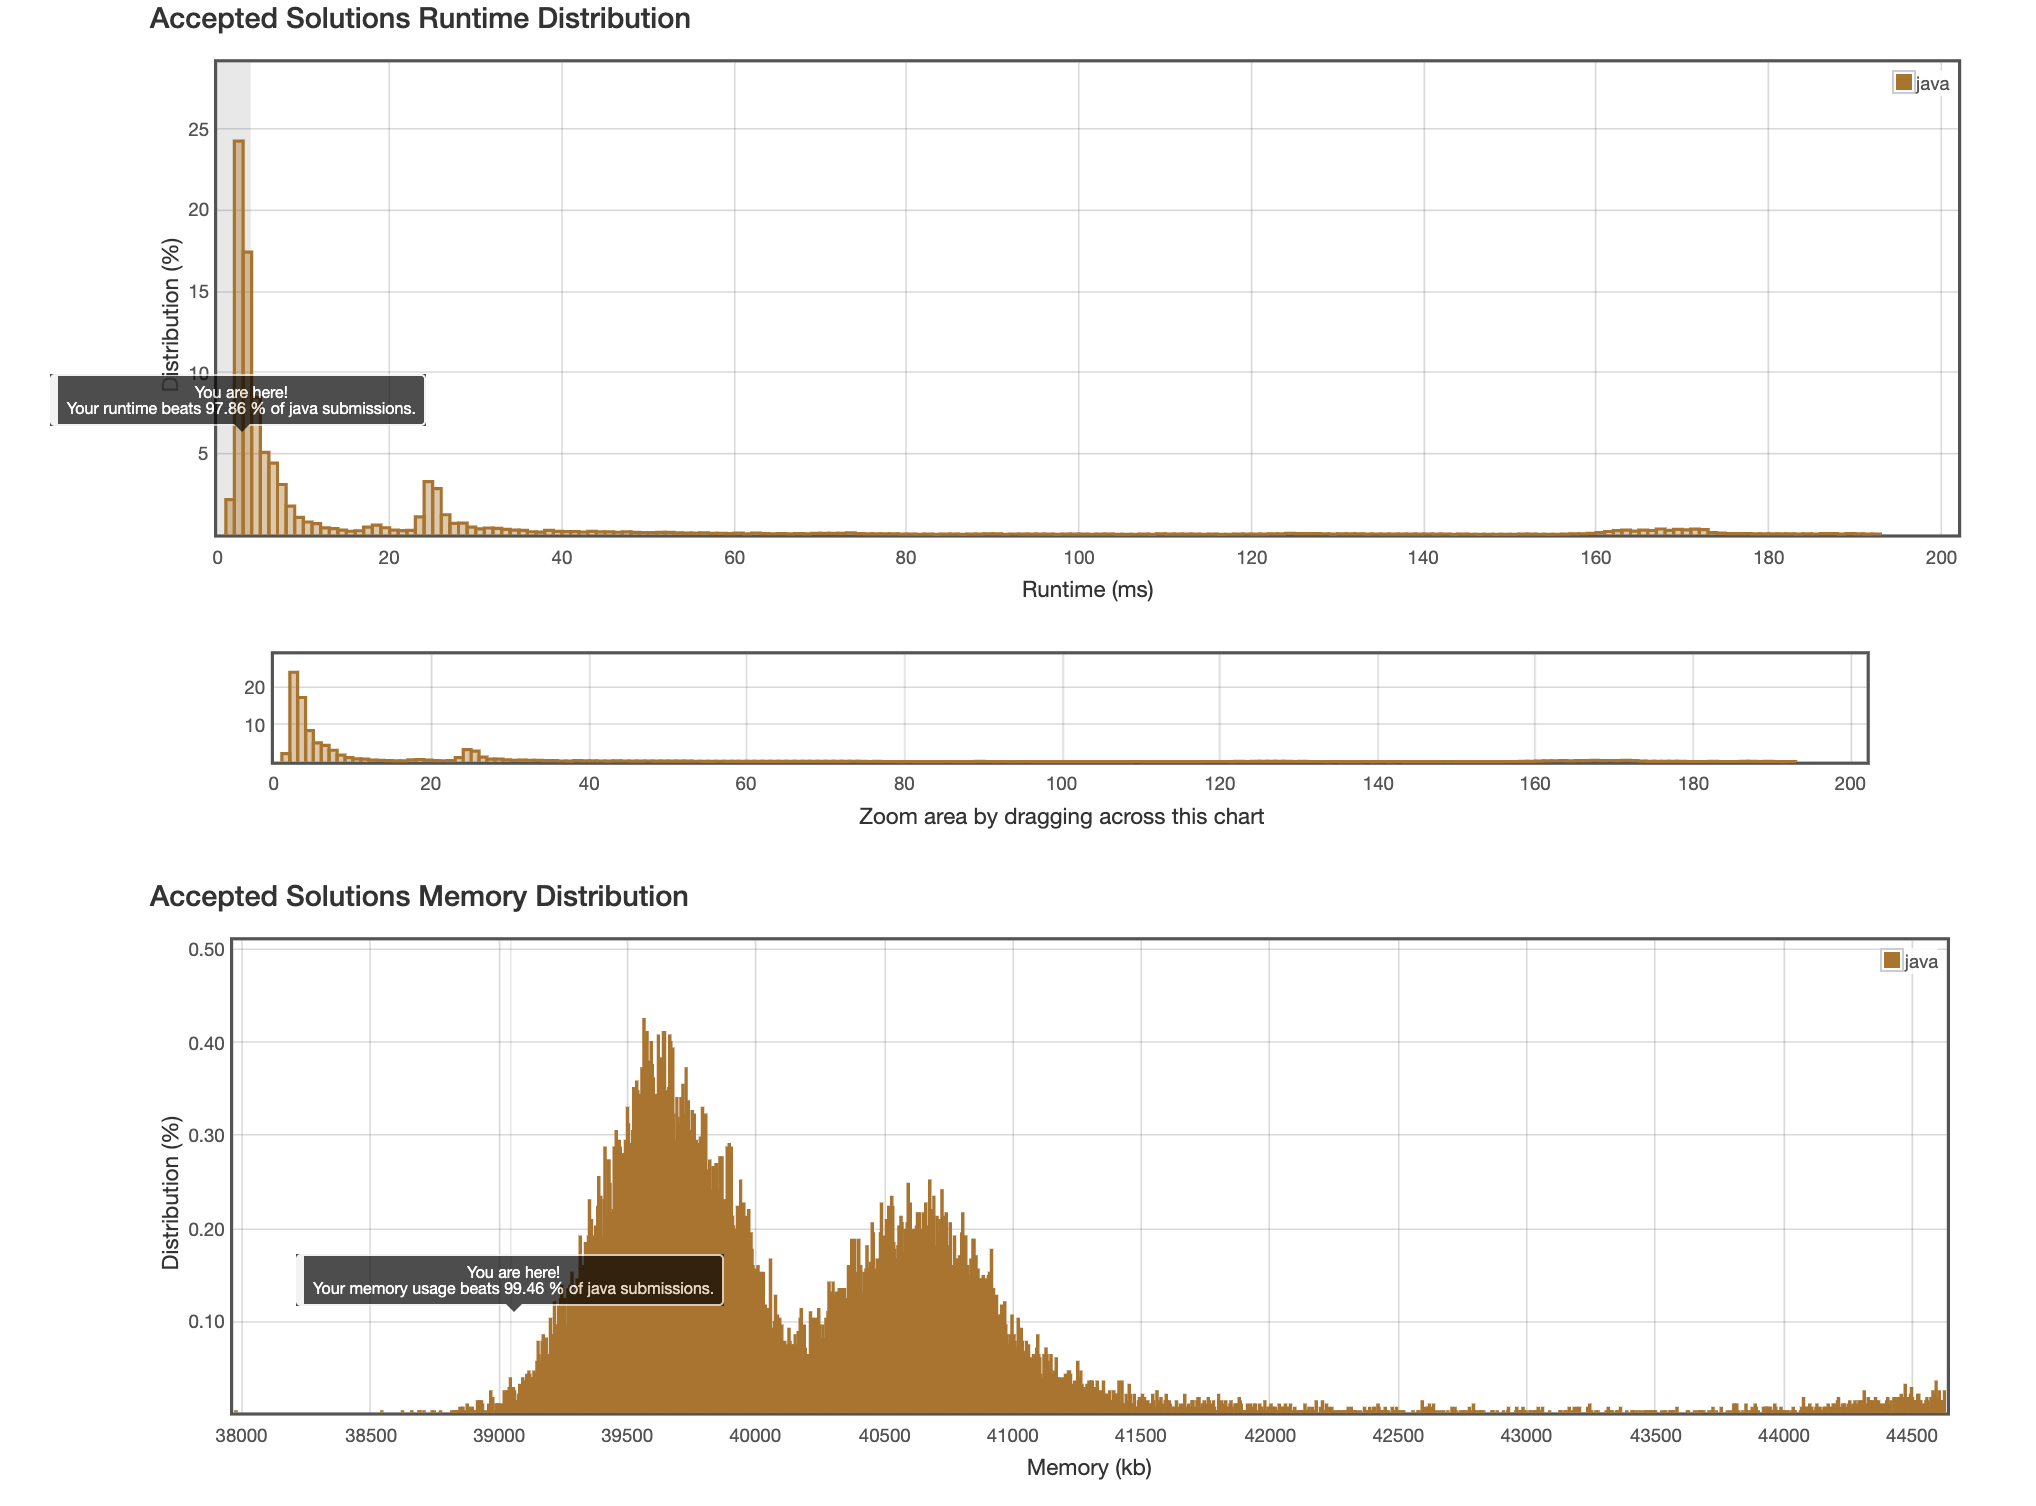 Accepted Solutions Runtime Distribution
java
25
20
15
10
5
Distribution (%)
You are here!
Your runtime beats 97.86 % of java submissions.
0 20 40 60 80 100 120 140 160 180 200
Runtime (ms)
20
10
0 20 40 60 80 100 120 140 160 180 200
Zoom area by dragging across this chart
Accepted Solutions Memory Distribution
java
0.50
0.40
0.30
0.20
0.10
Distribution (%)
You are here!
Your memory usage beats 99.46 % of java submissions.
38000 38500 39000 39500 40000 40500 41000 41500 42000 42500 43000 43500 44000 44500
Memory (kb)